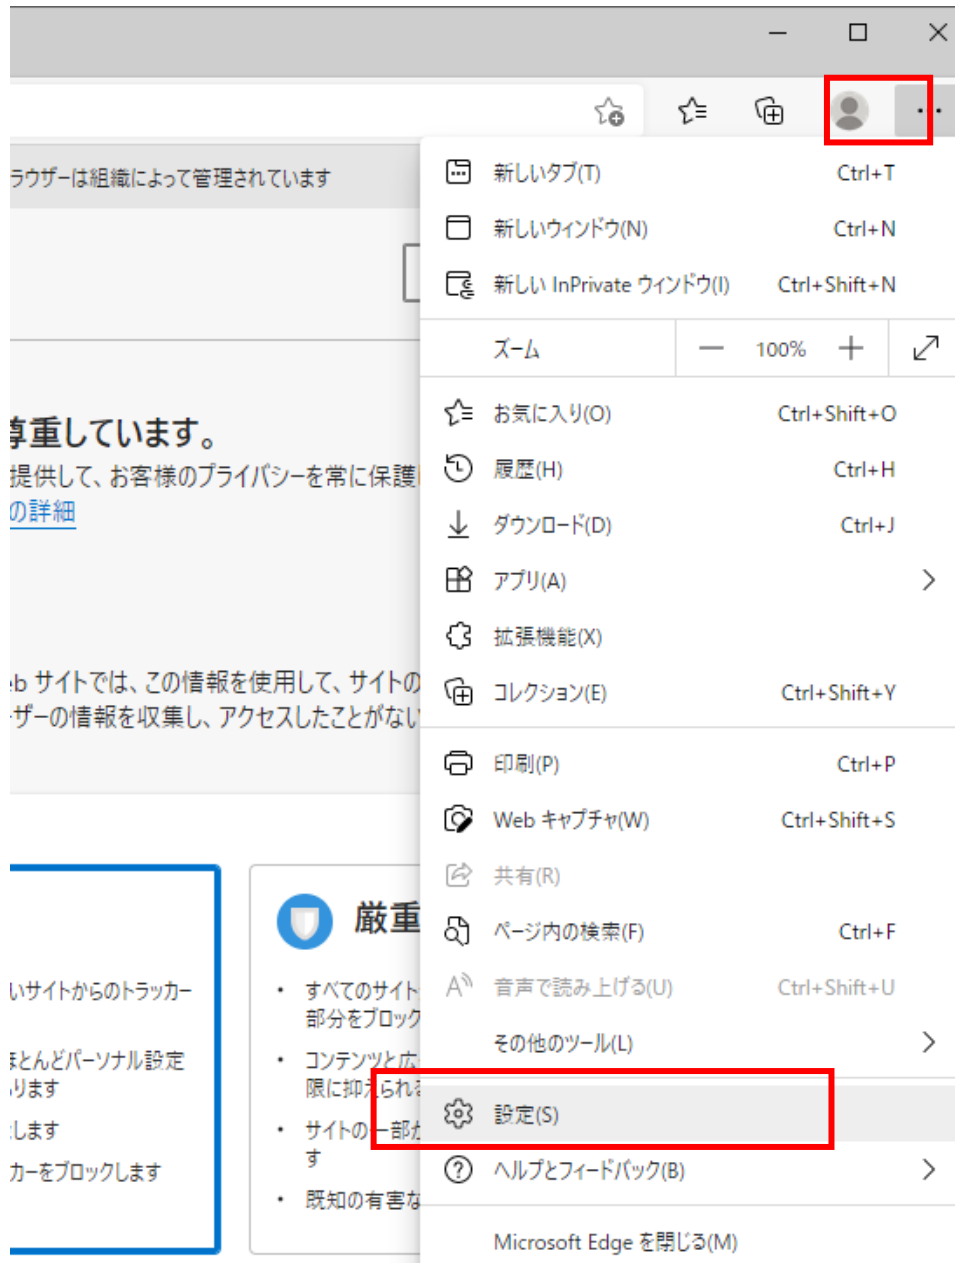 ラウザーは組織によって管理されています
尊重しています。
提供して、お客様のプライバシーを常に保護
の詳細
eb サイトでは、この情報を使用して、サイトの
ザーの情報を収集し、アクセスしたことがない
いサイトからのトラッカー
ほとんどパーソナル設定
ります
します
カーをブロックします
厳重
• すべてのサイト
部分をブロック
• コンテンツと広
限に抑えられる
• サイトの一部が
す
• 既知の有害な
新しいタブ(T) Ctrl+T
新しいウィンドウ(N) Ctrl+N
新しい InPrivate ウィンドウ(I) Ctrl+Shift+N
ズーム 100%
お気に入り(O) Ctrl+Shift+O
履歴(H) Ctrl+H
ダウンロード(D) Ctrl+J
アプリ(A)
拡張機能(X)
コレクション(E) Ctrl+Shift+Y
印刷(P) Ctrl+P
Web キャプチャ(W) Ctrl+Shift+S
共有(R)
ページ内の検索(F) Ctrl+F
音声で読み上げる(U) Ctrl+Shift+U
その他のツール(L)
設定(S)
ヘルプとフィードバック(B)
Microsoft Edge を閉じる(M)